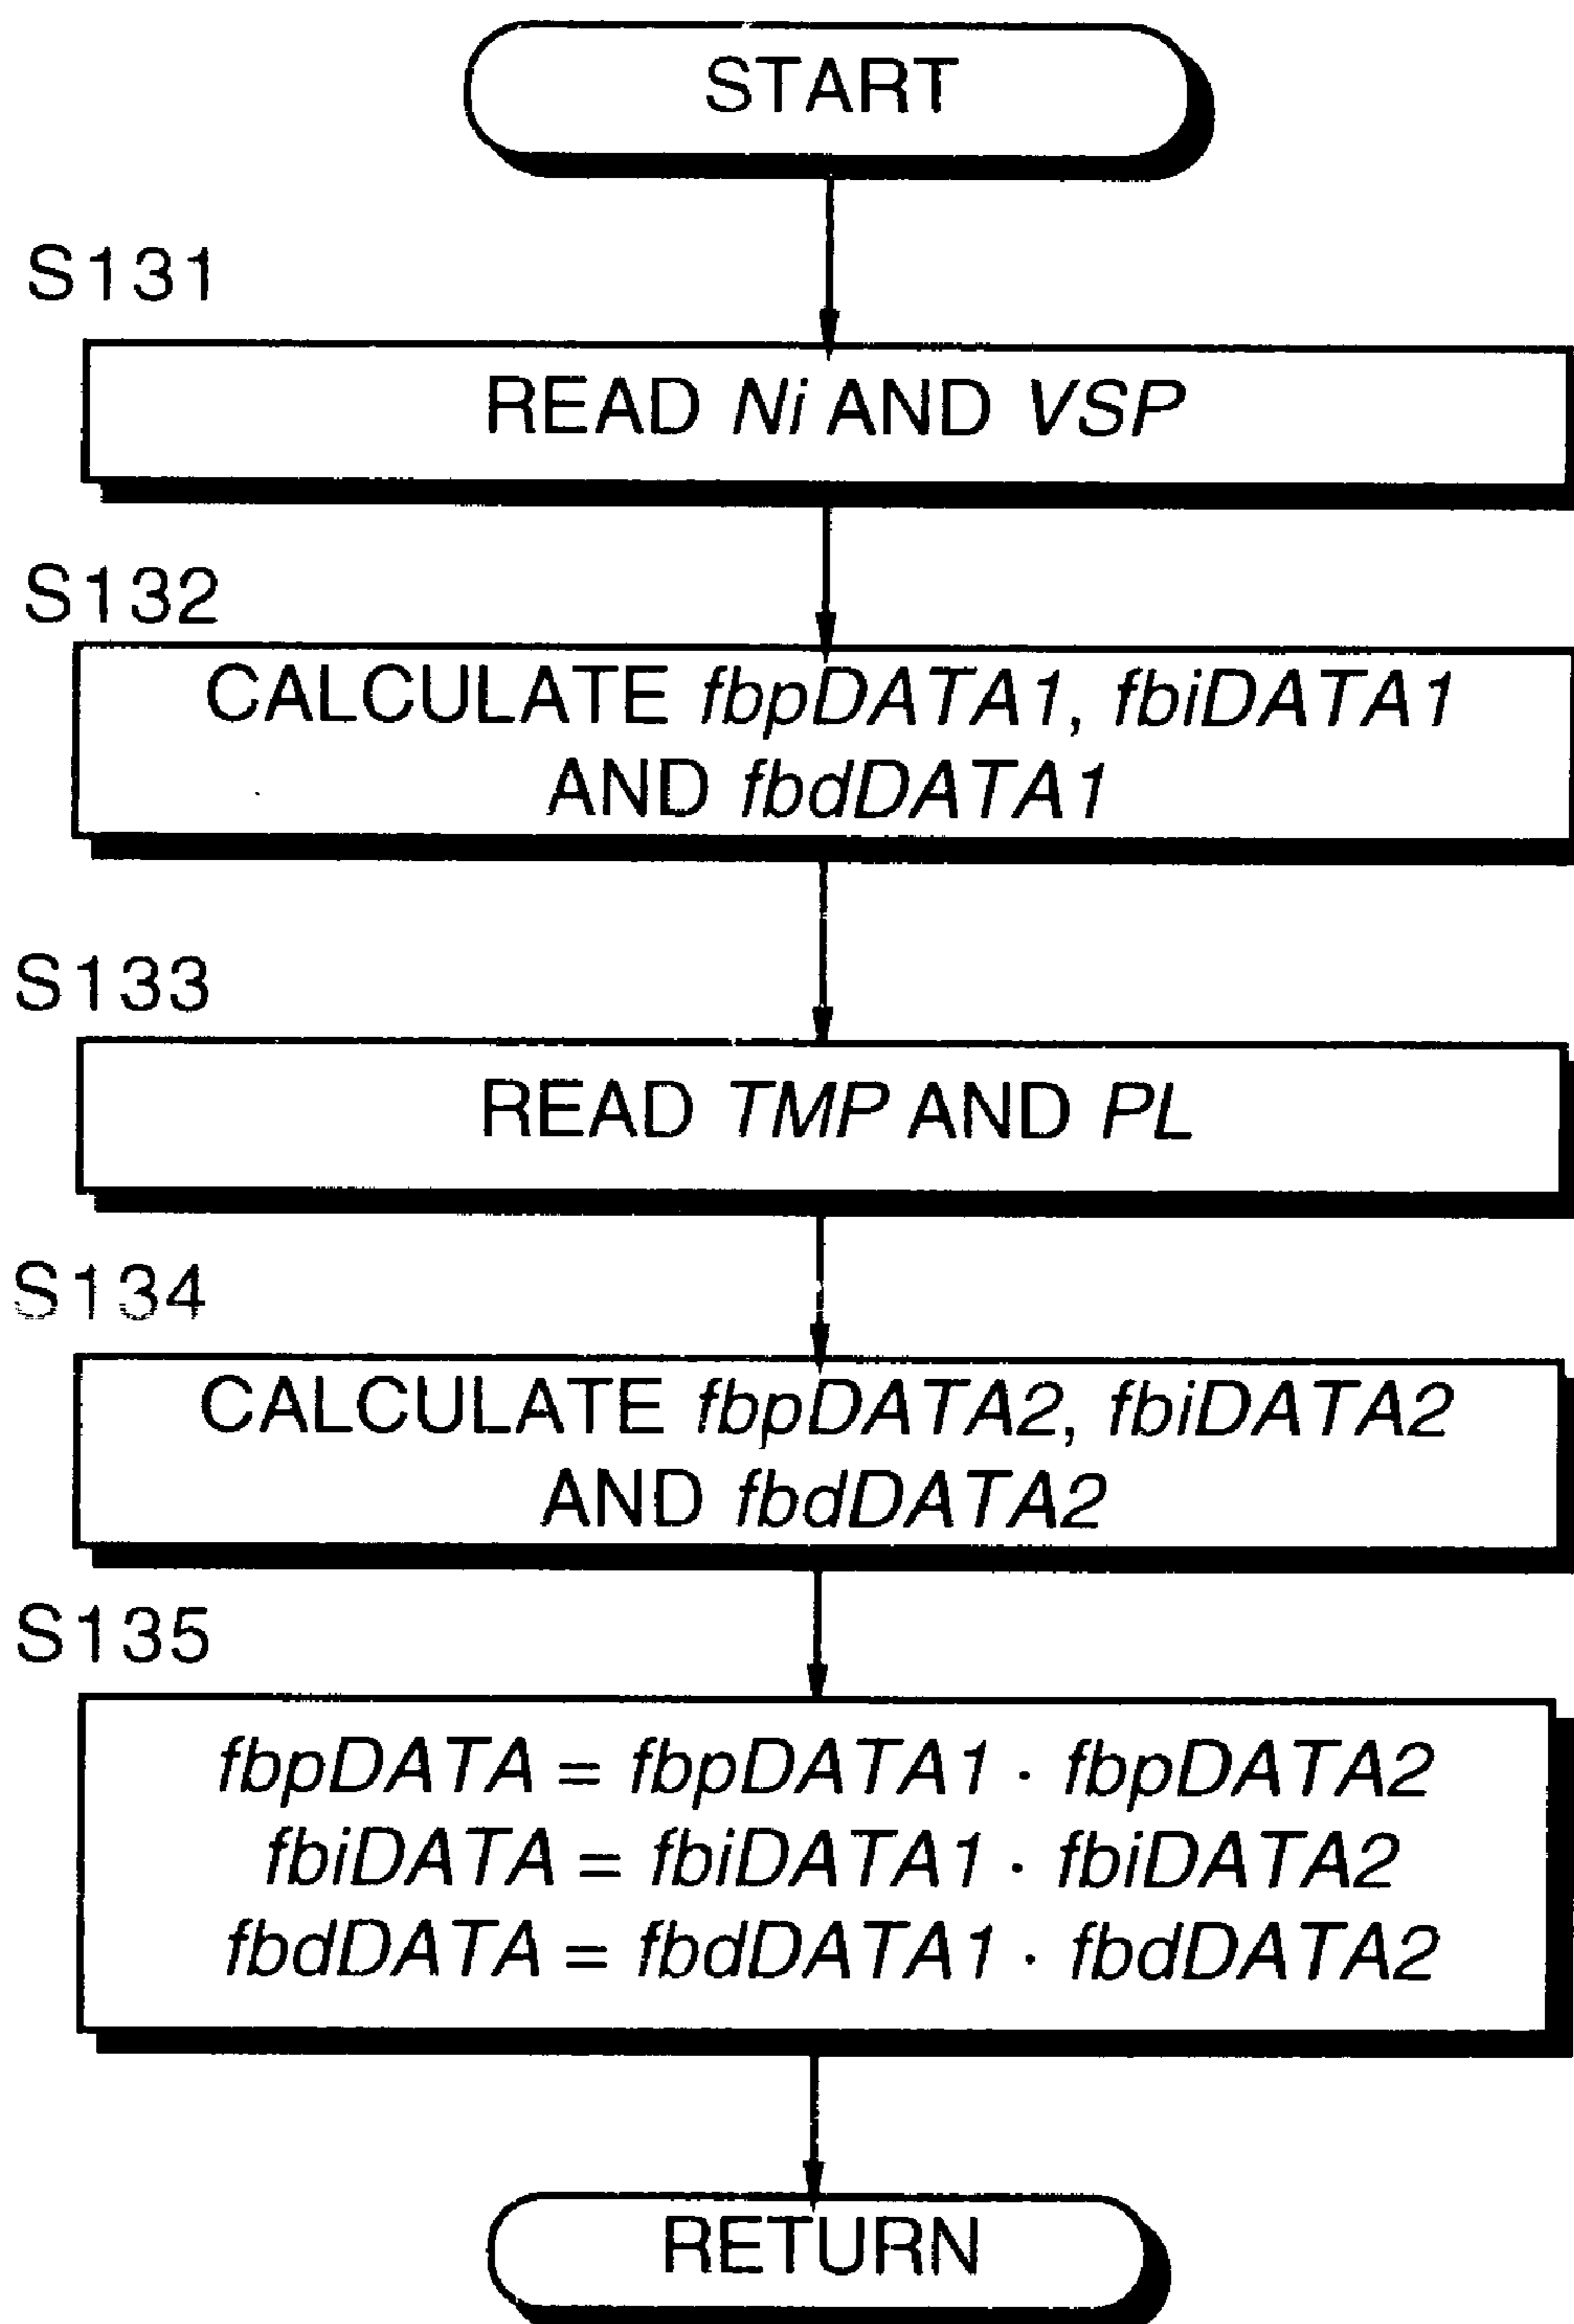 START
S131
READ Ni AND VSP
S132
CALCULATE fbpDATA1, fbiDATA1
AND fbdDATA1
S133
READ TMP AND PL
S134
CALCULATE fbpDATA2, fbiDATA2
AND fbdDATA2
S135
fbpDATA = fbpDATA1 · fbpDATA2
fbiDATA = fbiDATA1 · fbiDATA2
fbdDATA = fbdDATA1 · fbdDATA2
RETURN